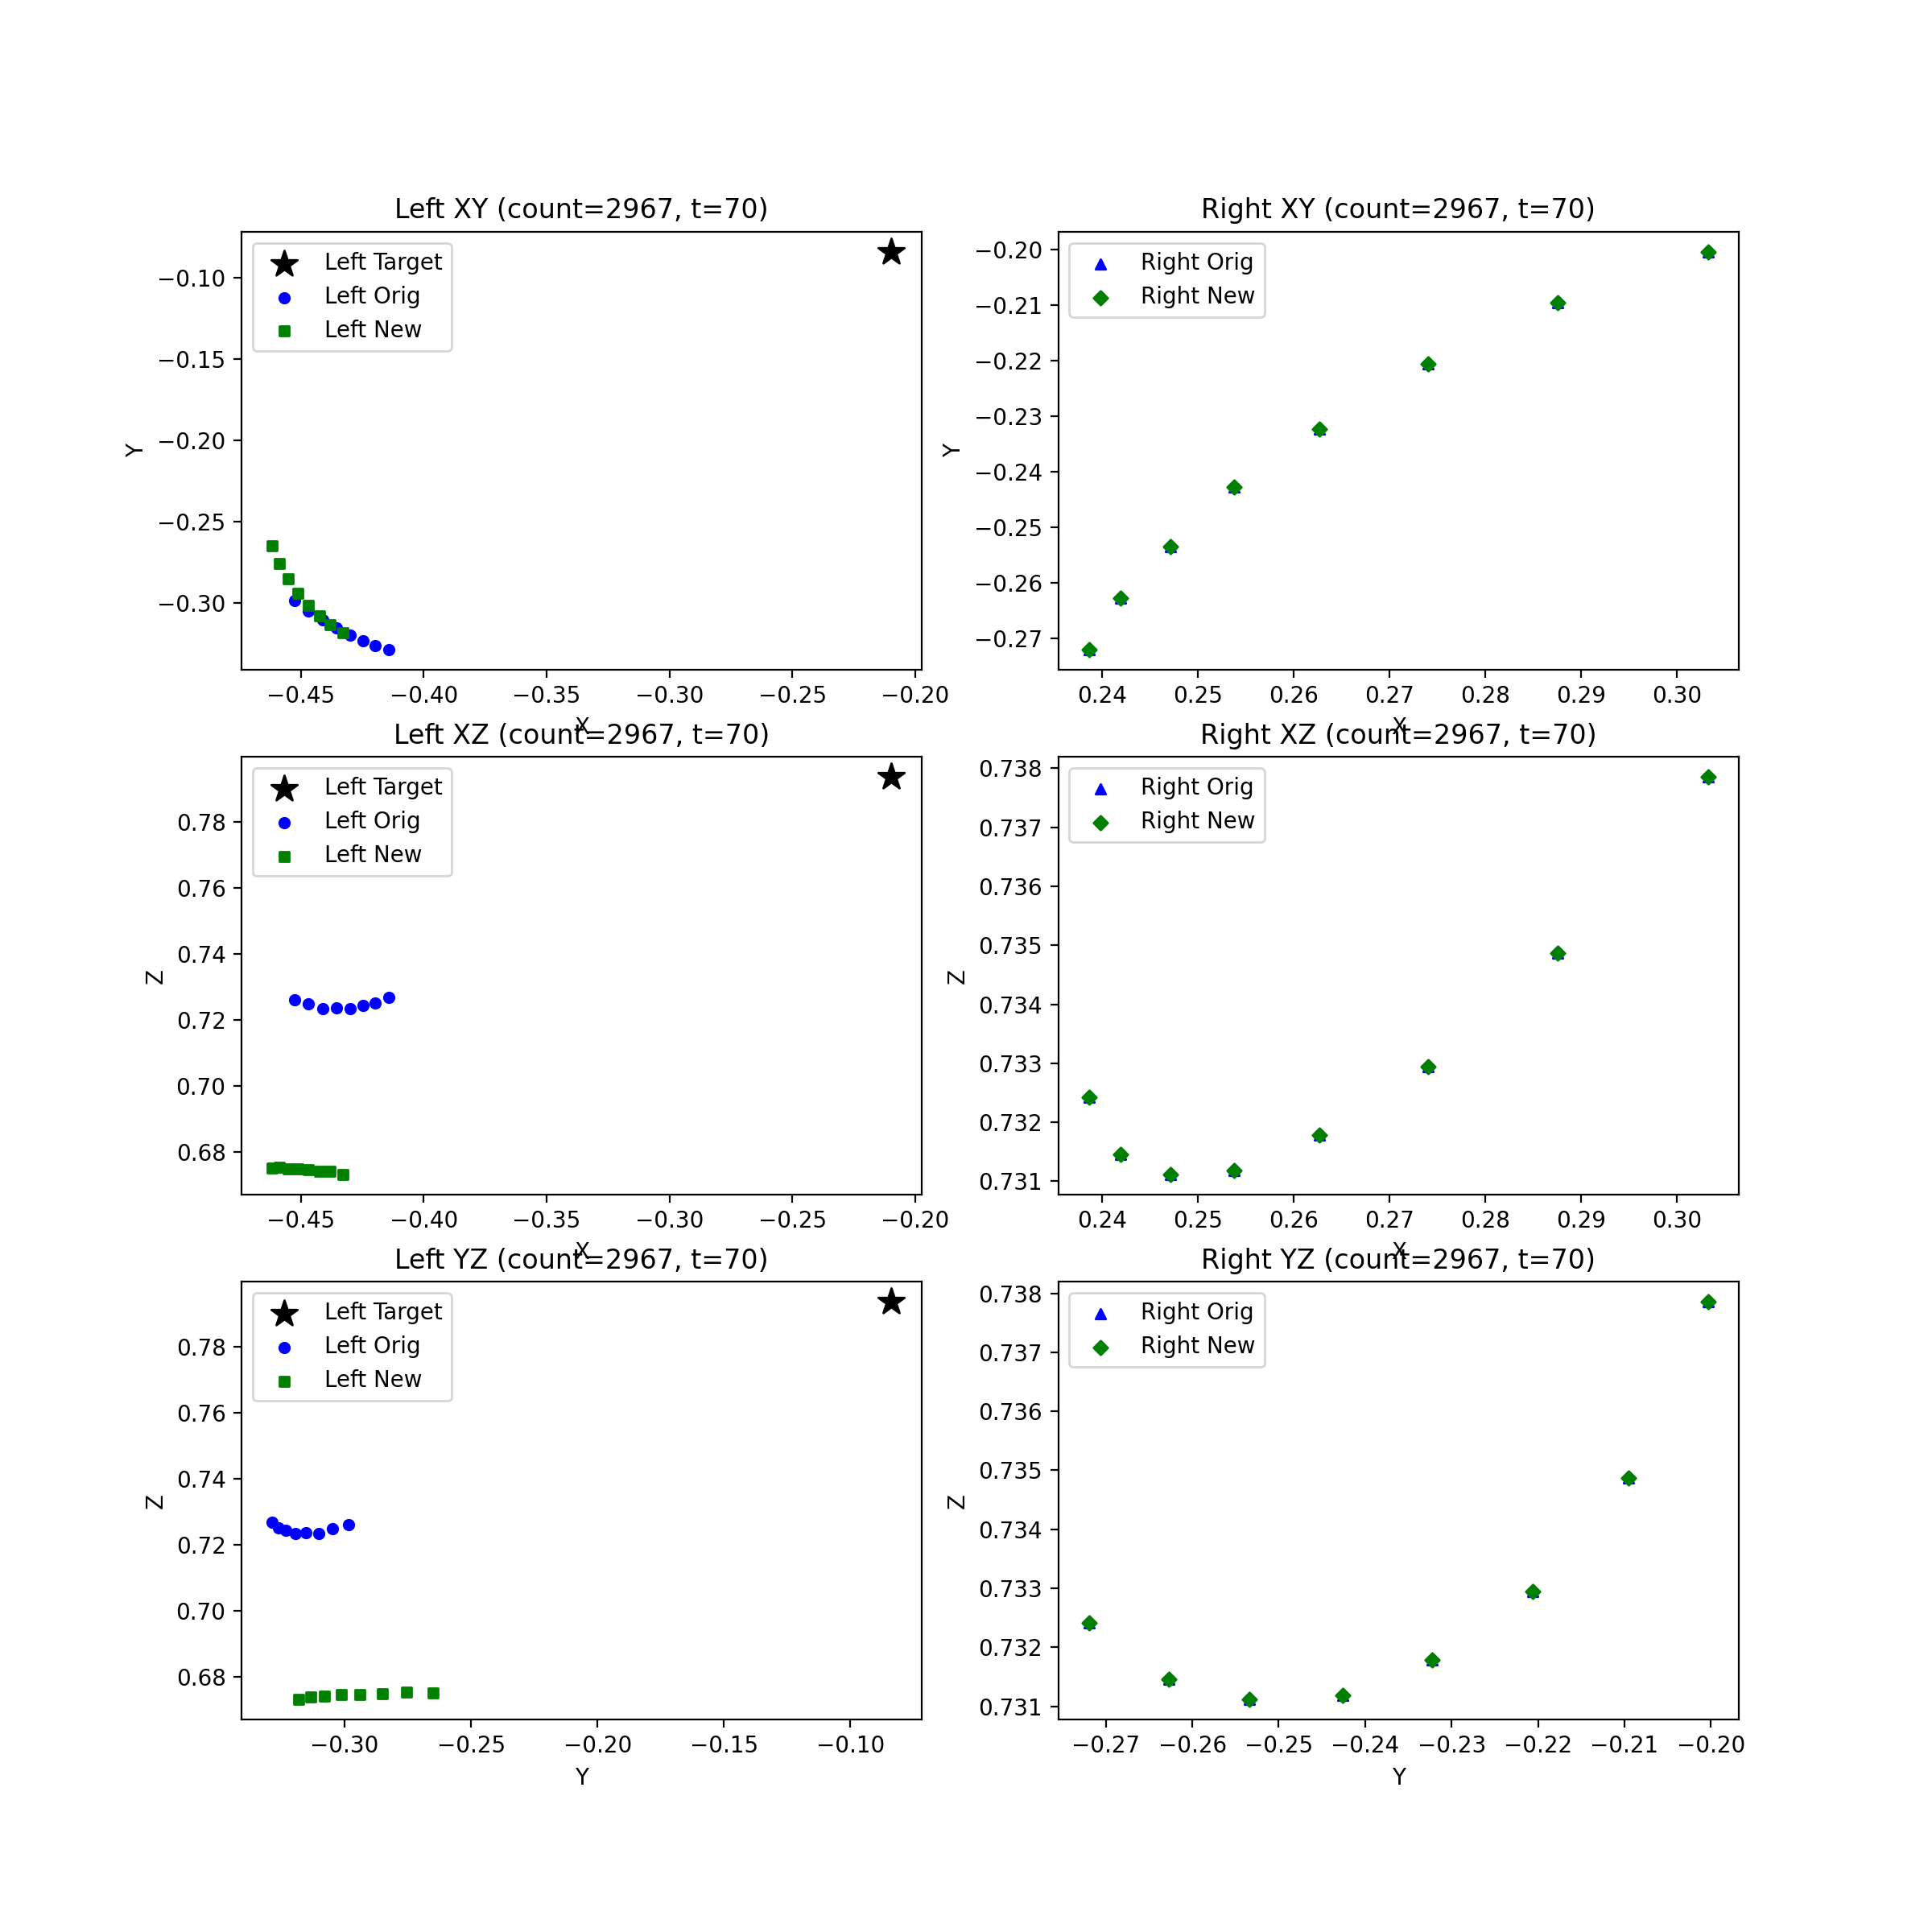 Left XY (count=2967, t=70)
Left Target
Left Orig
Left New
−0.10
−0.15
−0.20
−0.25
−0.30
Y
−0.45 −0.40 −0.35 −0.30 −0.25 −0.20
X
Right XY (count=2967, t=70)
Right Orig
Right New
−0.20
−0.21
−0.22
−0.23
−0.24
−0.25
−0.26
−0.27
Y
0.24 0.25 0.26 0.27 0.28 0.29 0.30
X
Left XZ (count=2967, t=70)
Left Target
Left Orig
Left New
0.78
0.76
0.74
0.72
0.70
0.68
Z
−0.45 −0.40 −0.35 −0.30 −0.25 −0.20
X
Right XZ (count=2967, t=70)
Right Orig
Right New
0.738
0.737
0.736
0.735
0.734
0.733
0.732
0.731
Z
0.24 0.25 0.26 0.27 0.28 0.29 0.30
X
Left YZ (count=2967, t=70)
Left Target
Left Orig
Left New
0.78
0.76
0.74
0.72
0.70
0.68
Z
−0.30 −0.25 −0.20 −0.15 −0.10
Y
Right YZ (count=2967, t=70)
Right Orig
Right New
0.738
0.737
0.736
0.735
0.734
0.733
0.732
0.731
Z
−0.27 −0.26 −0.25 −0.24 −0.23 −0.22 −0.21 −0.20
Y